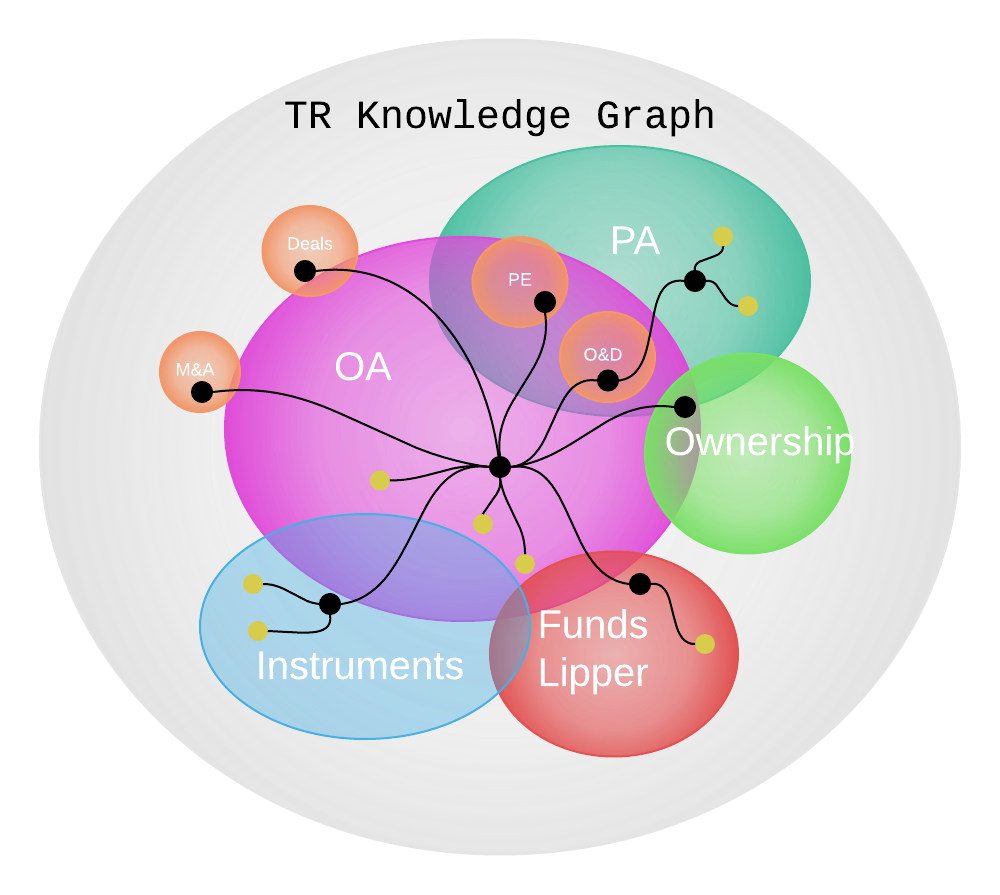 TR Knowledge Graph
Deals
PA
PE
M&A
OA
O&D
Ownership
Instruments
Funds
Lipper